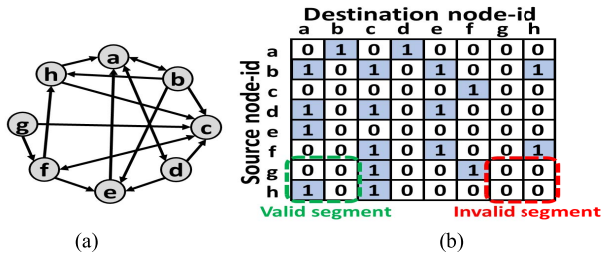 a
h
b
g
c
f
d
e
(a)
Destination node-id
a b c d e f g h
Source node-id
a 0 1 0 1 0 0 0 0
b 1 0 1 0 1 0 0 1
c 0 0 0 0 0 1 0 0
d 1 0 1 0 1 0 0 0
e 1 0 0 0 0 0 0 0
f 0 0 1 0 1 0 0 1
g 0 0 1 0 0 1 0 0
h 1 0 1 0 0 0 0 0
Valid segment Invalid segment
(b)